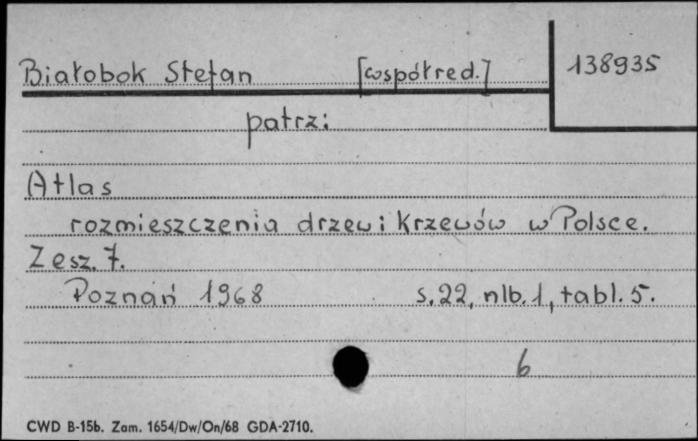 Białobok Stefan [współred.] 138935
patrz:
Atlas
rozmieszczenia drzew i krzewów w Polsce.
Zesz. 7.
Poznań 1968 s. 22, nlb. 1, tabl. 5.
b
CWD B-15b. Zam. 1654/Dw/On/68 GDA-2710.